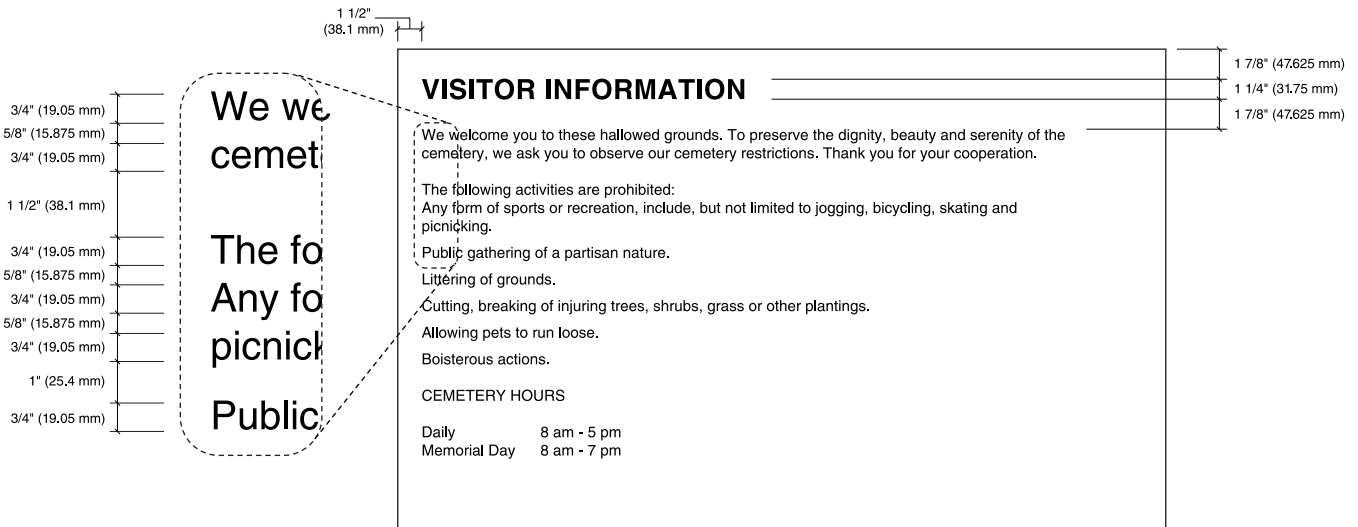 1 1/2"
(38.1 mm)
1 7/8" (47.625 mm)
1 1/4" (31.75 mm)
1 7/8" (47.625 mm)
3/4" (19.05 mm)
5/8" (15.875 mm)
3/4" (19.05 mm)
1 1/2" (38.1 mm)
3/4" (19.05 mm)
5/8" (15.875 mm)
3/4" (19.05 mm)
5/8" (15.875 mm)
3/4" (19.05 mm)
1" (25.4 mm)
3/4" (19.05 mm)
We we
cemet
The fo
Any fo
picnick
Public
VISITOR INFORMATION
We welcome you to these hallowed grounds. To preserve the dignity, beauty and serenity of the
cemetery, we ask you to observe our cemetery restrictions. Thank you for your cooperation.
The following activities are prohibited:
Any form of sports or recreation, include, but not limited to jogging, bicycling, skating and
picnicking.
Public gathering of a partisan nature.
Littering of grounds.
Cutting, breaking of injuring trees, shrubs, grass or other plantings.
Allowing pets to run loose.
Boisterous actions.
CEMETERY HOURS
Daily 8 am - 5 pm
Memorial Day 8 am - 7 pm